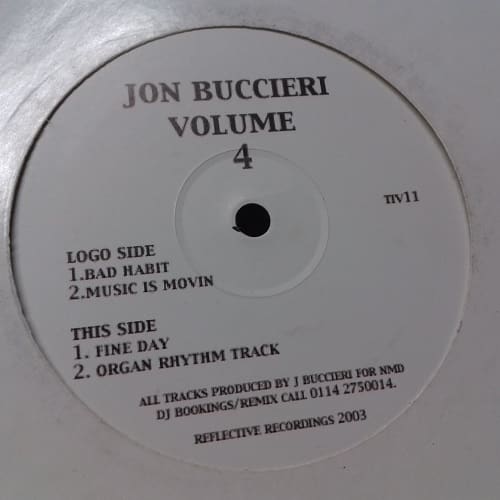 JON BUCCIERI
VOLUME
4
TIV11
LOGO SIDE
1.BAD HABIT
2.MUSIC IS MOVIN
THIS SIDE
1. FINE DAY
2. ORGAN RHYTHM TRACK
ALL TRACKS PRODUCED BY J BUCCIERI FOR NMD
DJ BOOKINGS/REMIX CALL 0114 2750014.
REFLECTIVE RECORDINGS 2003